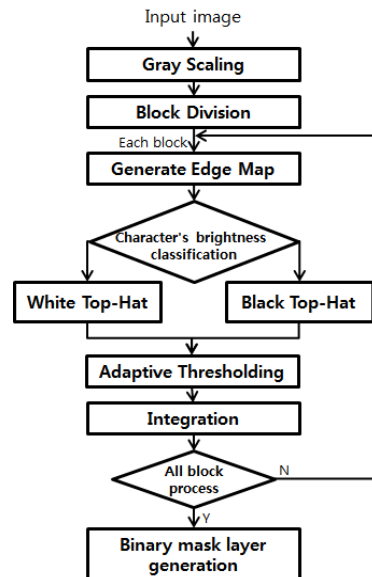 Input image
Gray Scaling
Block Division
Each block
Generate Edge Map
Character's brightness
classification
White Top-Hat
Black Top-Hat
Adaptive Thresholding
Integration
All block
process
N
Y
Binary mask layer
generation